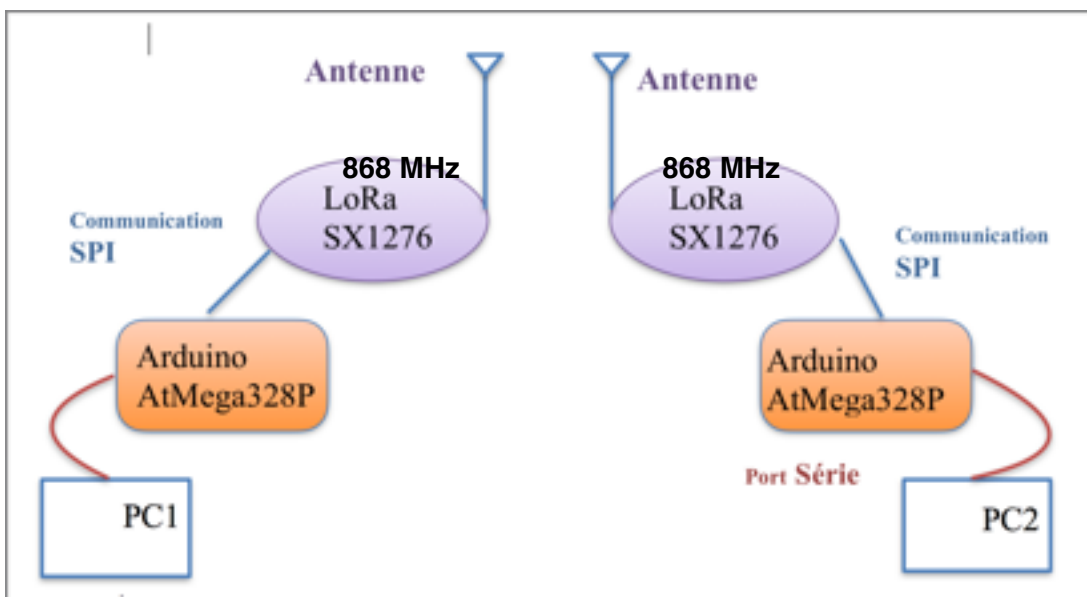 Antenne
Antenne
868 MHz
LoRa
SX1276
868 MHz
LoRa
SX1276
Communication
SPI
Communication
SPI
Arduino
AtMega328P
Arduino
AtMega328P
Port Série
PC1
PC2